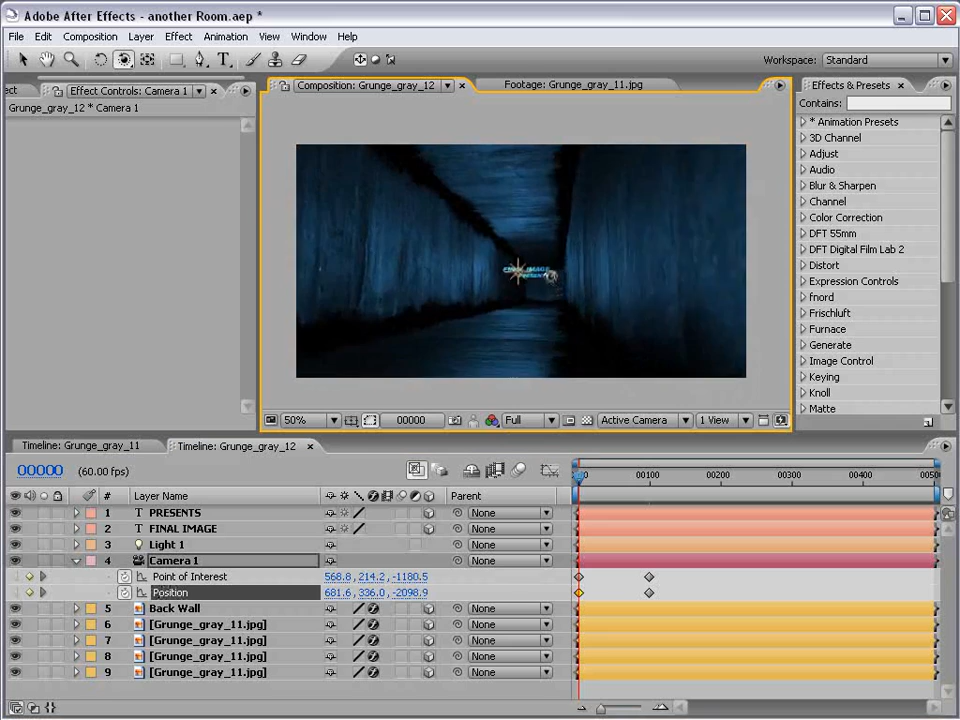 Adobe After Effects - another Room.aep *
File Edit Composition Layer Effect Animation View Window Help
Workspace: Standard
ect Effect Controls: Camera 1
Grunge_gray_12 * Camera 1
Composition: Grunge_gray_12
Footage: Grunge_gray_11.jpg
FINAL IMAGE
PRESENTS
50% 00000 Full Active Camera 1 View
Effects & Presets
Contains:
* Animation Presets
3D Channel
Adjust
Audio
Blur & Sharpen
Channel
Color Correction
DFT 55mm
DFT Digital Film Lab 2
Distort
Expression Controls
fnord
Frischluft
Furnace
Generate
Image Control
Keying
Knoll
Matte
Timeline: Grunge_gray_11 Timeline: Grunge_gray_12
00000 (60.00 fps)
0 00100 00200 00300 00400 0050
# Layer Name Parent
1 T PRESENTS None
2 T FINAL IMAGE None
3 Light 1 None
4 Camera 1 None
Point of Interest 568.8, 214.2, -1180.5
Position 681.6, 336.0, -2098.9
5 Back Wall None
6 [Grunge_gray_11.jpg] None
7 [Grunge_gray_11.jpg] None
8 [Grunge_gray_11.jpg] None
9 [Grunge_gray_11.jpg] None